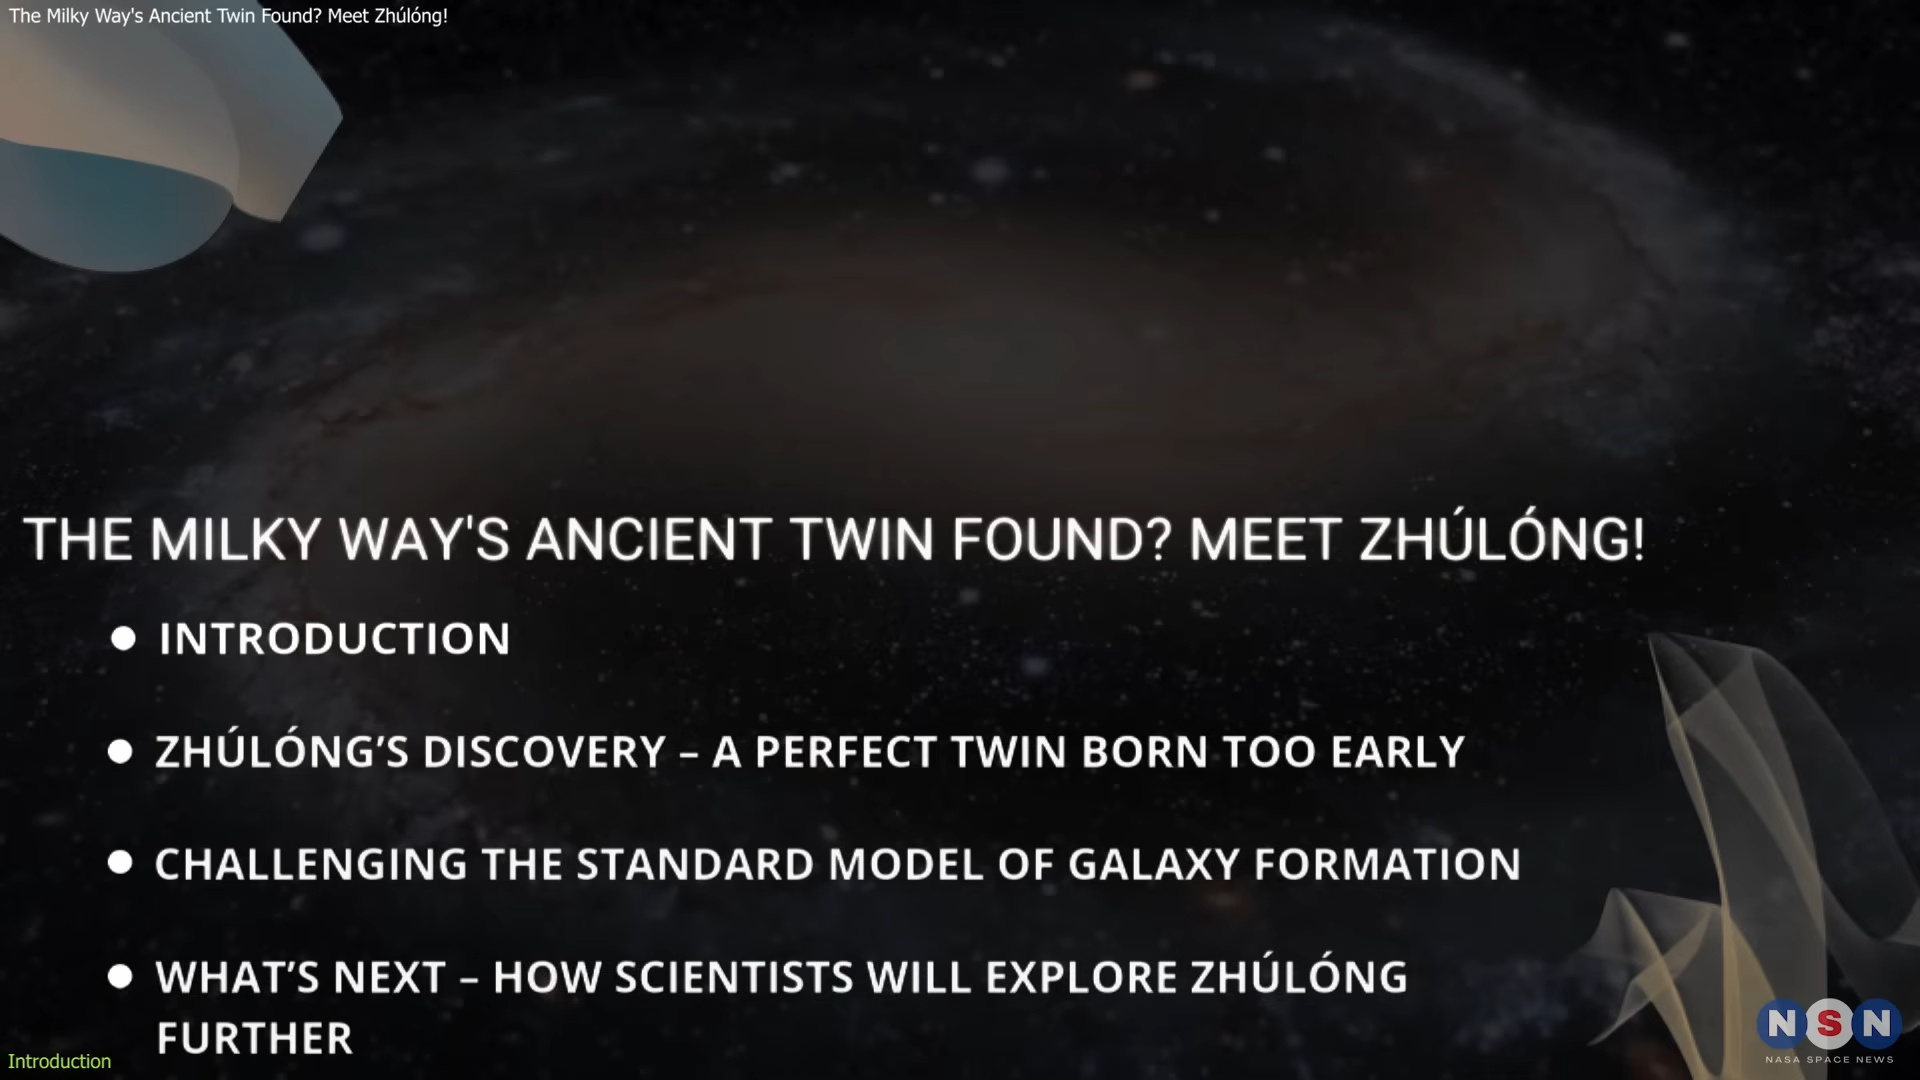 The Milky Way's Ancient Twin Found? Meet Zhúlóng!
THE MILKY WAY'S ANCIENT TWIN FOUND? MEET ZHÚLÓNG!
INTRODUCTION
ZHÚLÓNG’S DISCOVERY – A PERFECT TWIN BORN TOO EARLY
CHALLENGING THE STANDARD MODEL OF GALAXY FORMATION
WHAT’S NEXT – HOW SCIENTISTS WILL EXPLORE ZHÚLÓNG
FURTHER
Introduction
NSN
NASA SPACE NEWS